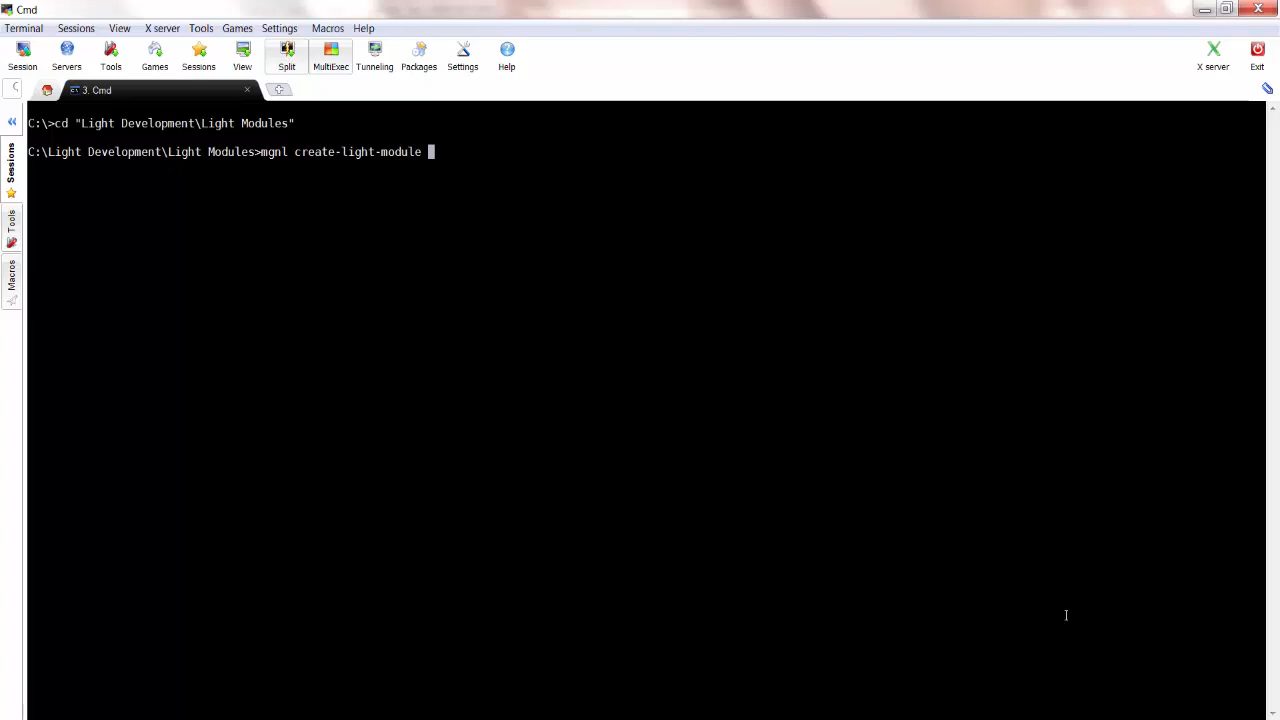 Cmd
Terminal Sessions View X server Tools Games Settings Macros Help
Session Servers Tools Games Sessions View Split MultiExec Tunneling Packages Settings Help X server Exit
3. Cmd
Sessions
Tools
Macros
C:\>cd "Light Development\Light Modules"
C:\Light Development\Light Modules>mgnl create-light-module